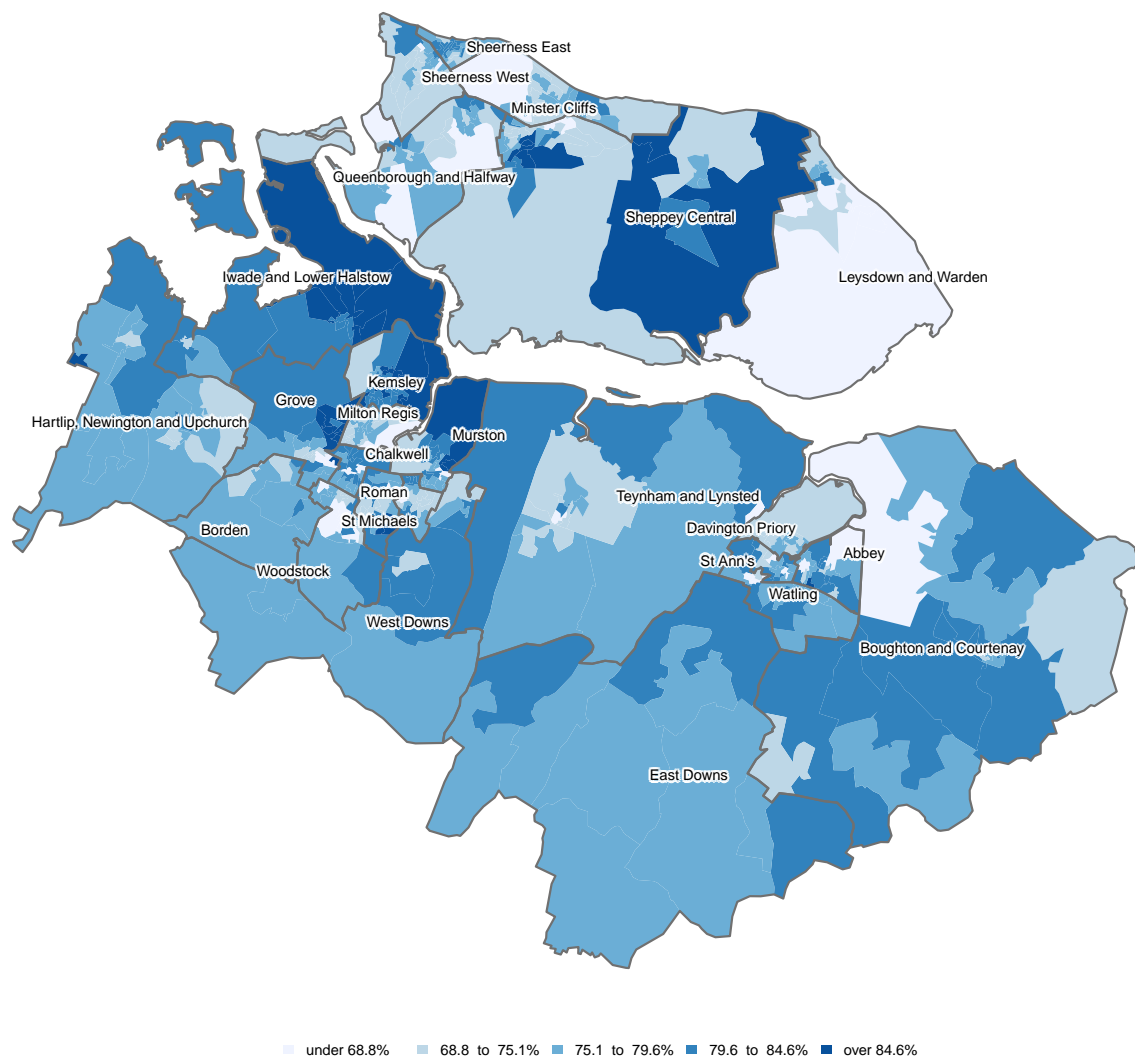 Sheerness East
Sheerness West
Minster Cliffs
Queenborough and Halfway
Sheppey Central
Iwade and Lower Halstow
Leysdown and Warden
Kemsley
Grove
Milton Regis
Hartlip, Newington and Upchurch
Murston
Chalkwell
Roman
Teynham and Lynsted
St Michaels
Borden
Davington Priory
Abbey
St Ann's
Woodstock
Watling
West Downs
Boughton and Courtenay
East Downs
under 68.8% 68.8 to 75.1% 75.1 to 79.6% 79.6 to 84.6% over 84.6%